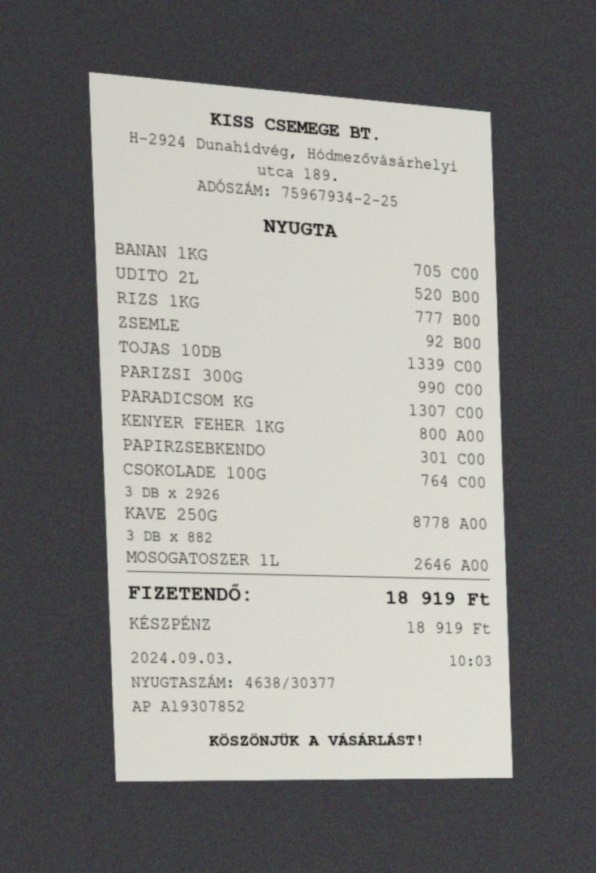 KISS CSEMEGE BT.
H-2924 Dunahídvég, Hódmezővásárhelyi
utca 189.
ADÓSZÁM: 75967934-2-25
NYUGTA
BANAN 1KG 705 C00
UDITO 2L 520 B00
RIZS 1KG 777 B00
ZSEMLE 92 B00
TOJAS 10DB 1339 C00
PARIZSI 300G 990 C00
PARADICSOM KG 1307 C00
KENYER FEHER 1KG 800 A00
PAPIRZSEBKENDO 301 C00
CSOKOLADE 100G 764 C00
3 DB x 2926
KAVE 250G 8778 A00
3 DB x 882
MOSOGATOSZER 1L 2646 A00
FIZETENDŐ: 18 919 Ft
KÉSZPÉNZ 18 919 Ft
2024.09.03. 10:03
NYUGTASZÁM: 4638/30377
AP A19307852
KÖSZÖNJÜK A VÁSÁRLÁST!